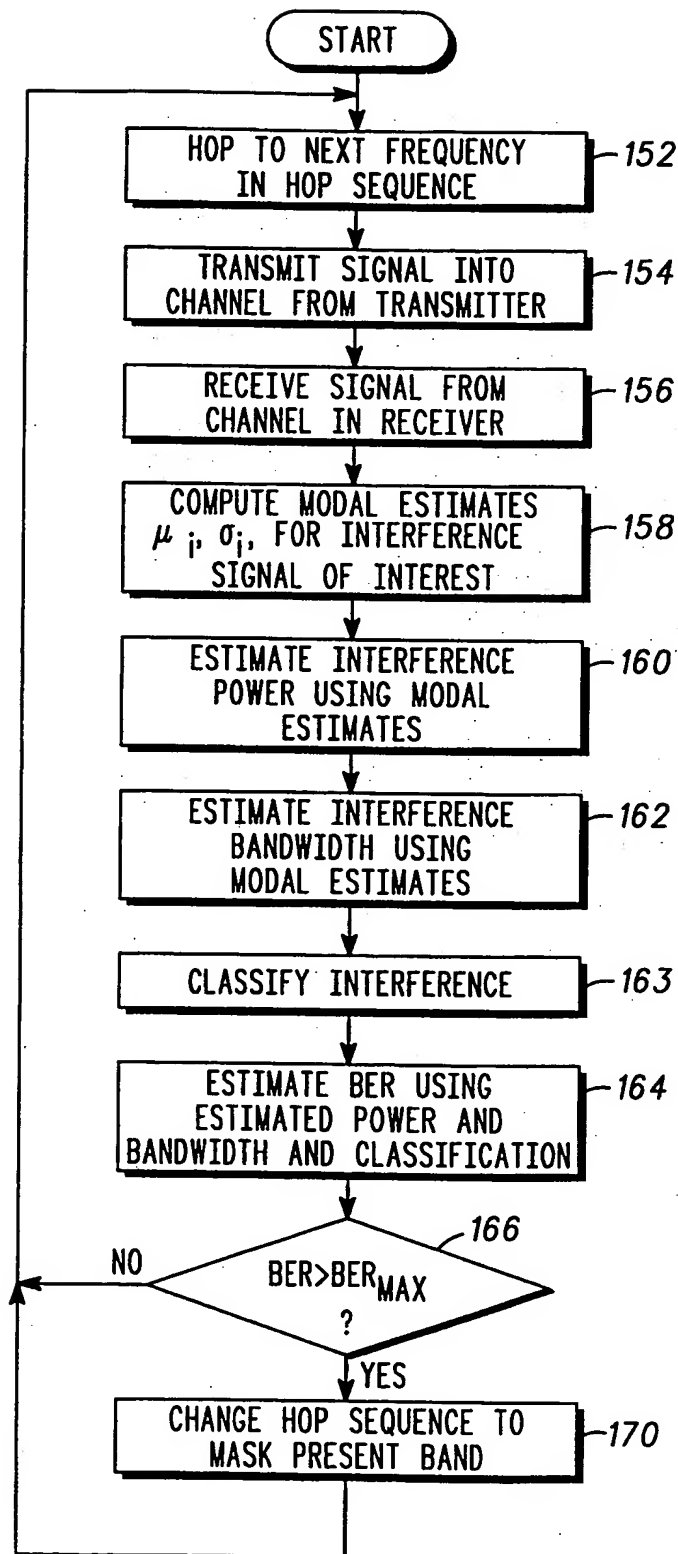 START
HOP TO NEXT FREQUENCY
IN HOP SEQUENCE
152
TRANSMIT SIGNAL INTO
CHANNEL FROM TRANSMITTER
154
RECEIVE SIGNAL FROM
CHANNEL IN RECEIVER
156
COMPUTE MODAL ESTIMATES
μ i, σi, FOR INTERFERENCE
SIGNAL OF INTEREST
158
ESTIMATE INTERFERENCE
POWER USING MODAL
ESTIMATES
160
ESTIMATE INTERFERENCE
BANDWIDTH USING
MODAL ESTIMATES
162
CLASSIFY INTERFERENCE
163
ESTIMATE BER USING
ESTIMATED POWER AND
BANDWIDTH AND CLASSIFICATION
164
166
NO
BER>BERMAX
?
YES
CHANGE HOP SEQUENCE TO
MASK PRESENT BAND
170